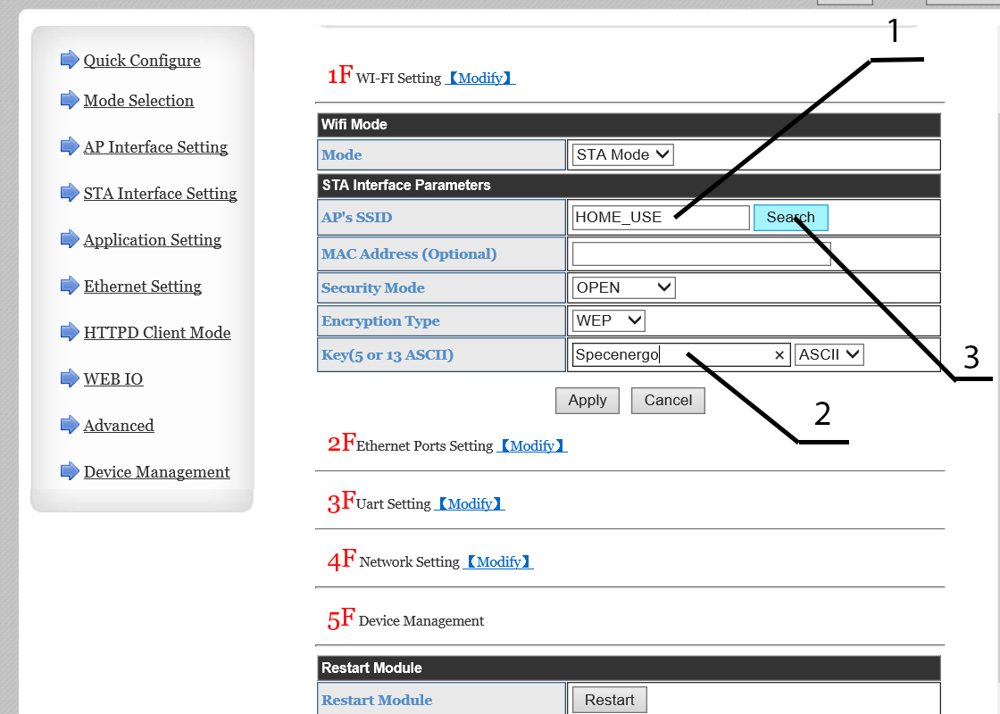 Quick Configure
Mode Selection
AP Interface Setting
STA Interface Setting
Application Setting
Ethernet Setting
HTTPD Client Mode
WEB IO
Advanced
Device Management
1
1F WI-FI Setting 【Modify】
Wifi Mode
Mode STA Mode
STA Interface Parameters
AP's SSID HOME_USE Search
MAC Address (Optional)
Security Mode OPEN
Encryption Type WEP
Key(5 or 13 ASCII) Specenergo × ASCII
3
Apply Cancel
2
2F Ethernet Ports Setting 【Modify】
3F Uart Setting 【Modify】
4F Network Setting 【Modify】
5F Device Management
Restart Module
Restart Module Restart